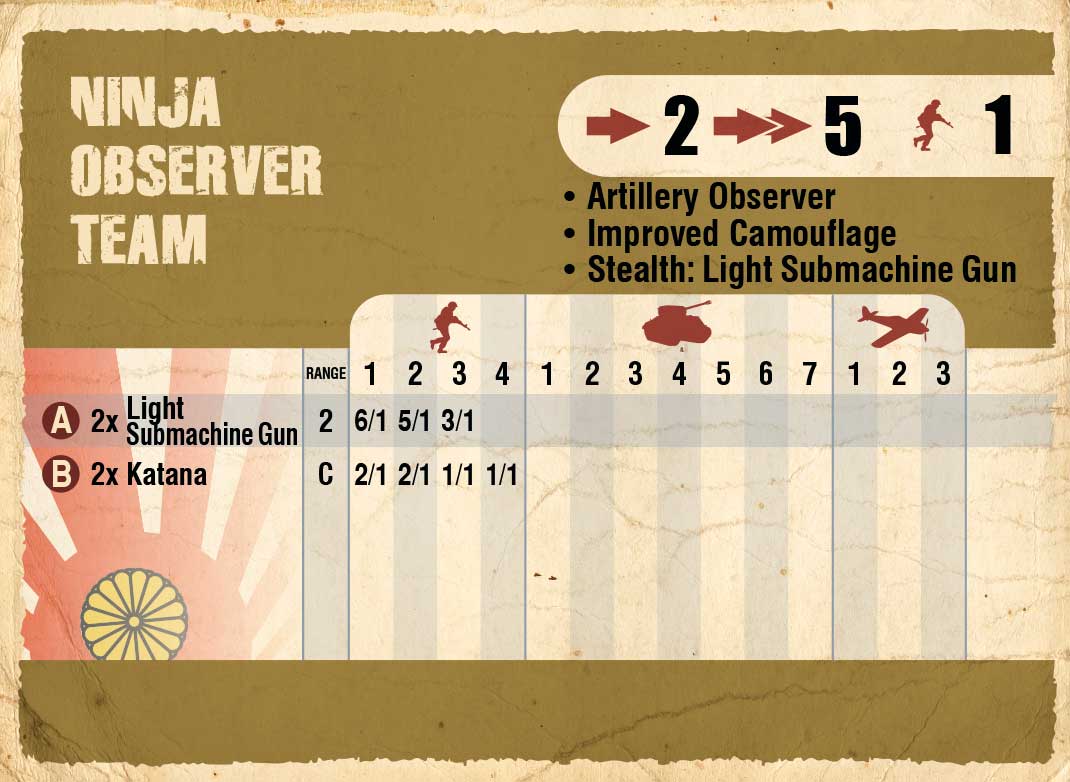 NINJA
OBSERVER
TEAM
2 5 1
• Artillery Observer
• Improved Camouflage
• Stealth: Light Submachine Gun
RANGE 1 2 3 4 1 2 3 4 5 6 7 1 2 3
A 2x Light Submachine Gun 2 6/1 5/1 3/1
B 2x Katana C 2/1 2/1 1/1 1/1